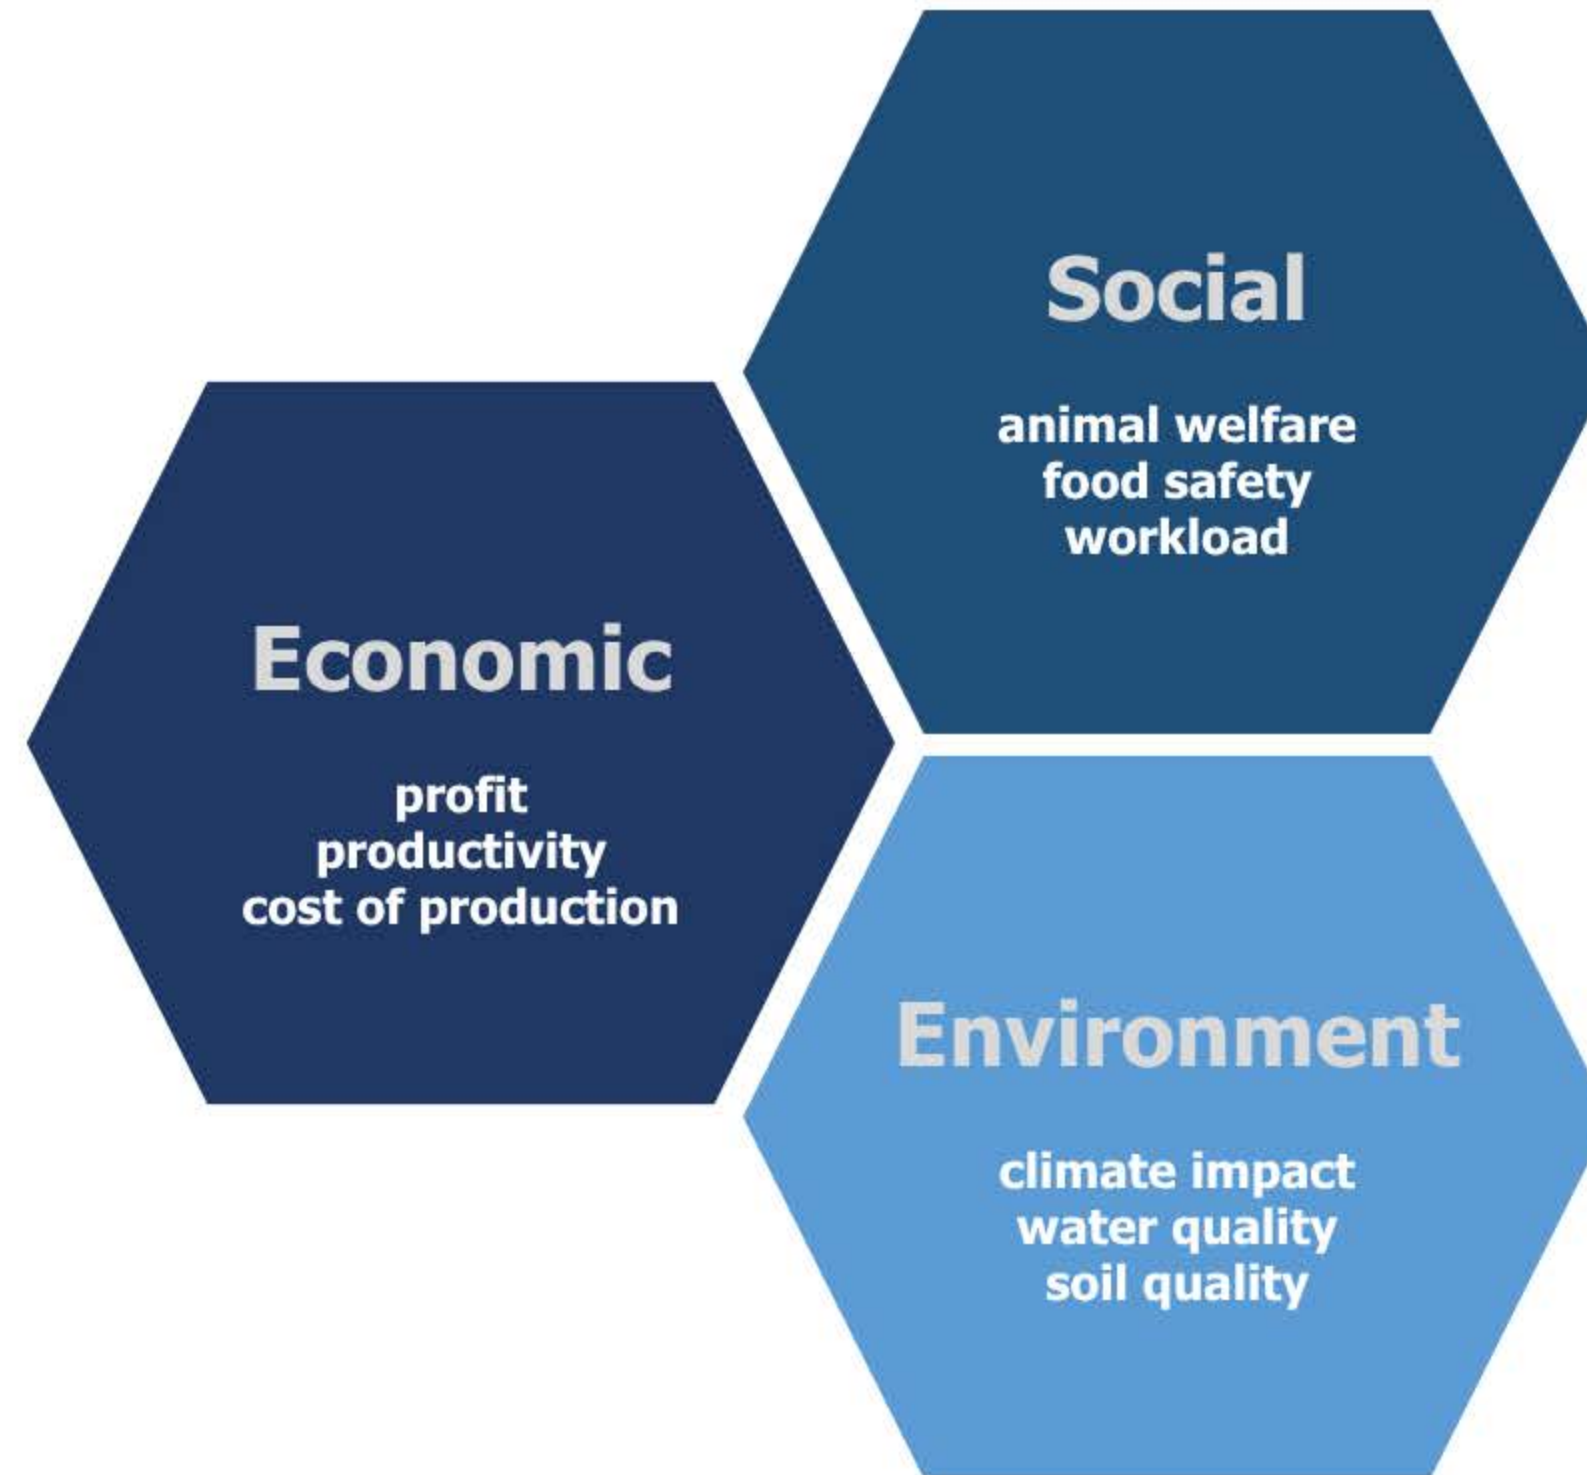 Social
animal welfare
food safety
workload
Economic
profit
productivity
cost of production
Environment
climate impact
water quality
soil quality